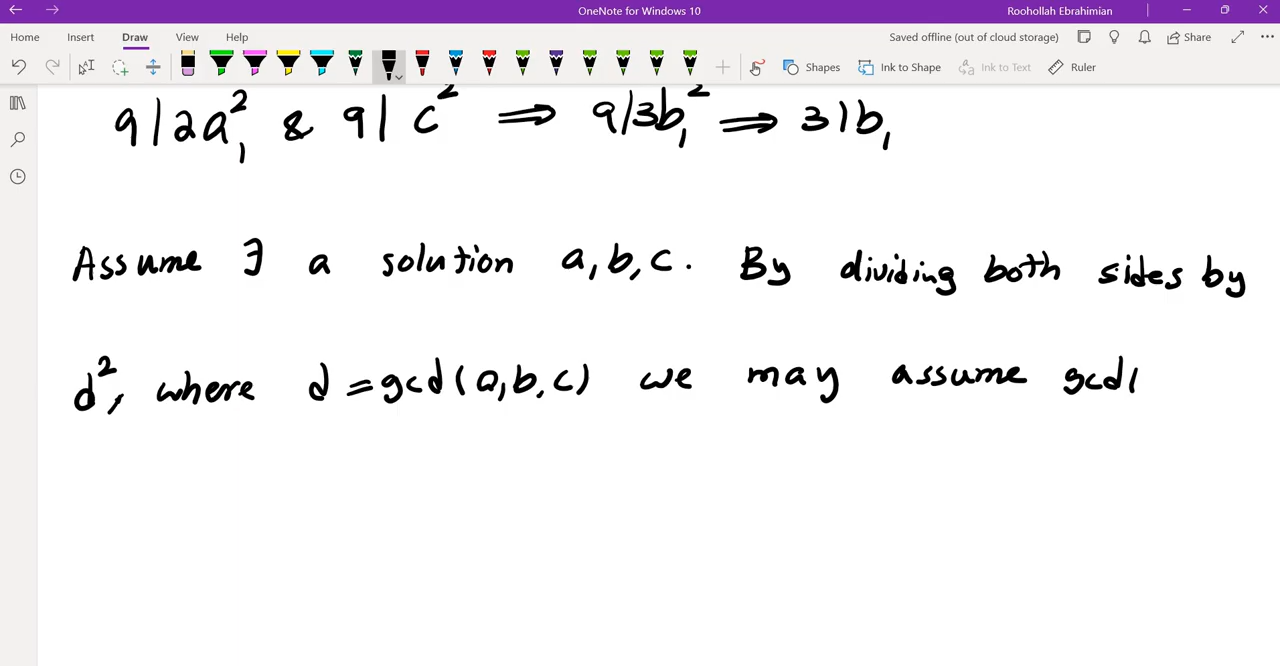 OneNote for Windows 10
Roohollah Ebrahimian
Home Insert Draw View Help
Saved offline (out of cloud storage)
Share
Shapes
Ink to Shape
Ink to Text
Ruler
9|2a₁² & 9|c² ⟹ 9|3b₁² ⟹ 3|b₁
Assume ∃ a solution a,b,c. By dividing both sides by
d², where d=gcd(a,b,c) we may assume gcd(